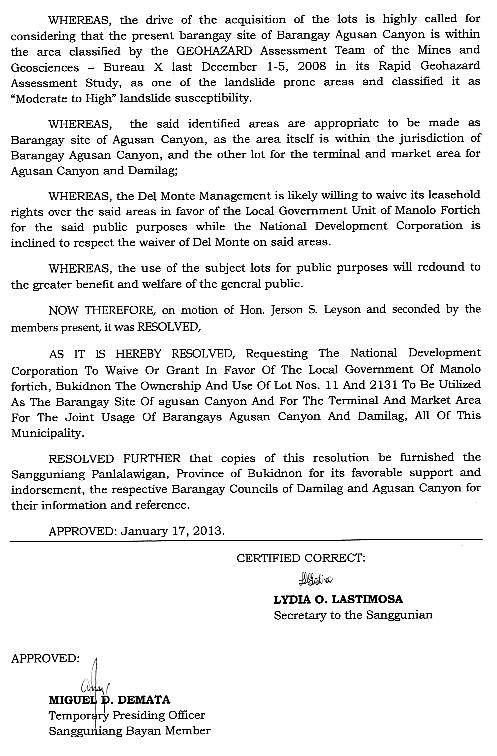 WHEREAS, the drive of the acquisition of the lots is highly called for
considering that the present barangay site of Barangay Agusan Canyon is within
the area classified by the GEOHAZARD Assessment Team of the Mines and
Geosciences – Bureau X last December 1-5, 2008 in its Rapid Geohazard
Assessment Study, as one of the landslide prone areas and classified it as
"Moderate to High" landslide susceptibility.
WHEREAS, the said identified areas are appropriate to be made as
Barangay site of Agusan Canyon, as the area itself is within the jurisdiction of
Barangay Agusan Canyon, and the other lot for the terminal and market area for
Agusan Canyon and Damilag;
WHEREAS, the Del Monte Management is likely willing to waive its leasehold
rights over the said areas in favor of the Local Government Unit of Manolo Fortich
for the said public purposes while the National Development Corporation is
inclined to respect the waiver of Del Monte on said areas.
WHEREAS, the use of the subject lots for public purposes will redound to
the greater benefit and welfare of the general public.
NOW THEREFORE, on motion of Hon. Jerson S. Leyson and seconded by the
members present, it was RESOLVED,
AS IT IS HEREBY RESOLVED, Requesting The National Development
Corporation To Waive Or Grant In Favor Of The Local Government Of Manolo
fortich, Bukidnon The Ownership And Use Of Lot Nos. 11 And 2131 To Be Utilized
As The Barangay Site Of agusan Canyon And For The Terminal And Market Area
For The Joint Usage Of Barangays Agusan Canyon And Damilag, All Of This
Municipality.
RESOLVED FURTHER that copies of this resolution be furnished the
Sangguniang Panlalawigan, Province of Bukidnon for its favorable support and
indorsement, the respective Barangay Councils of Damilag and Agusan Canyon for
their information and reference.
APPROVED: January 17, 2013.
CERTIFIED CORRECT:
LYDIA O. LASTIMOSA
Secretary to the Sanggunian
APPROVED:
MIGUEL D. DEMATA
Temporary Presiding Officer
Sangguniang Bayan Member